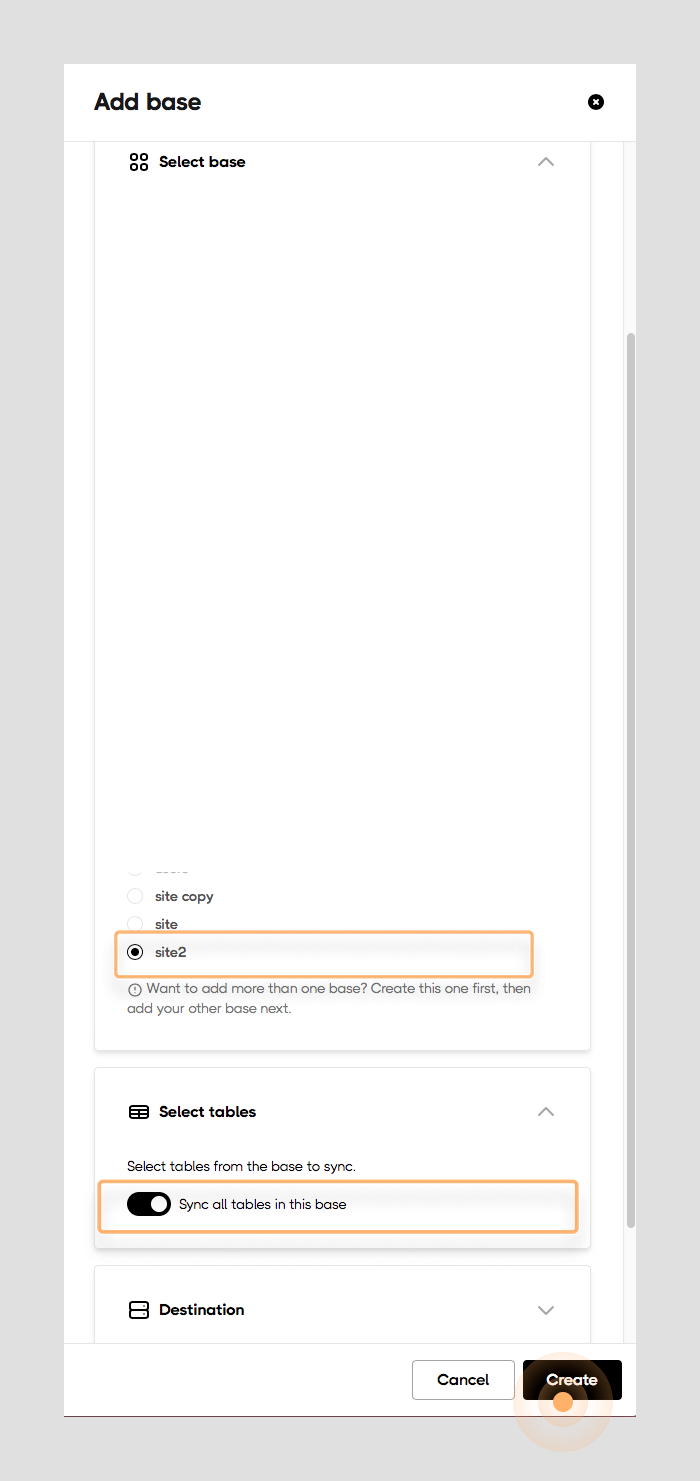 Add base
Select base
site copy
site
site2
Want to add more than one base? Create this one first, then
add your other base next.
Select tables
Select tables from the base to sync.
Sync all tables in this base
Destination
Cancel
Create